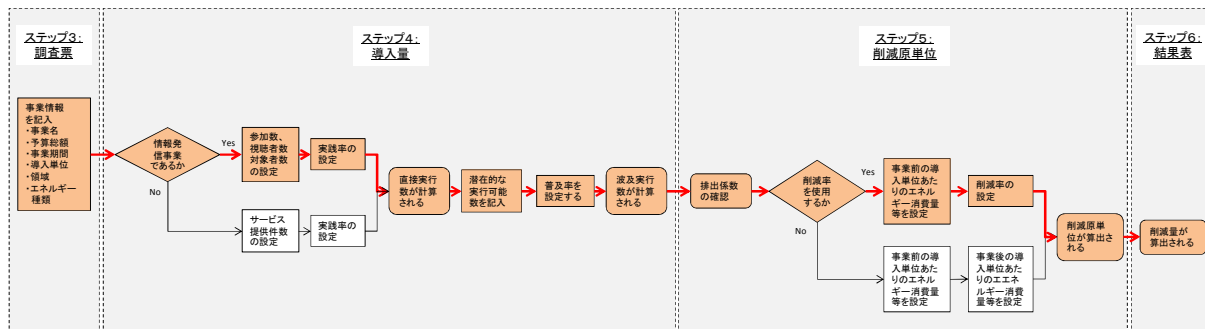 ステップ3:
調査票
事業情報
を記入
・事業名
・予算総額
・事業期間
・導入単位
・領域
・エネルギー
種類
ステップ4:
導入量
情報発
信事業
であるか
Yes
No
参加数、
視聴者数
対象者数
の設定
実践率の
設定
サービス
提供件数
の設定
実践率の
設定
直接実行
数が計算
される
潜在的な
実行可能
数を記入
普及率を
設定する
波及実行
数が計算
される
ステップ5:
削減原単位
排出係数
の確認
削減率
を使用
するか
Yes
No
事業前の導
入単位あた
りのエネル
ギー消費量
等を設定
削減率の
設定
事業前の導
入単位あた
りのエネル
ギー消費量
等を設定
事業後の導
入単位あた
りのエエネ
ルギー消費
量等を設定
削減原単
位が算出さ
れる
ステップ6:
結果表
削減量が
算出される